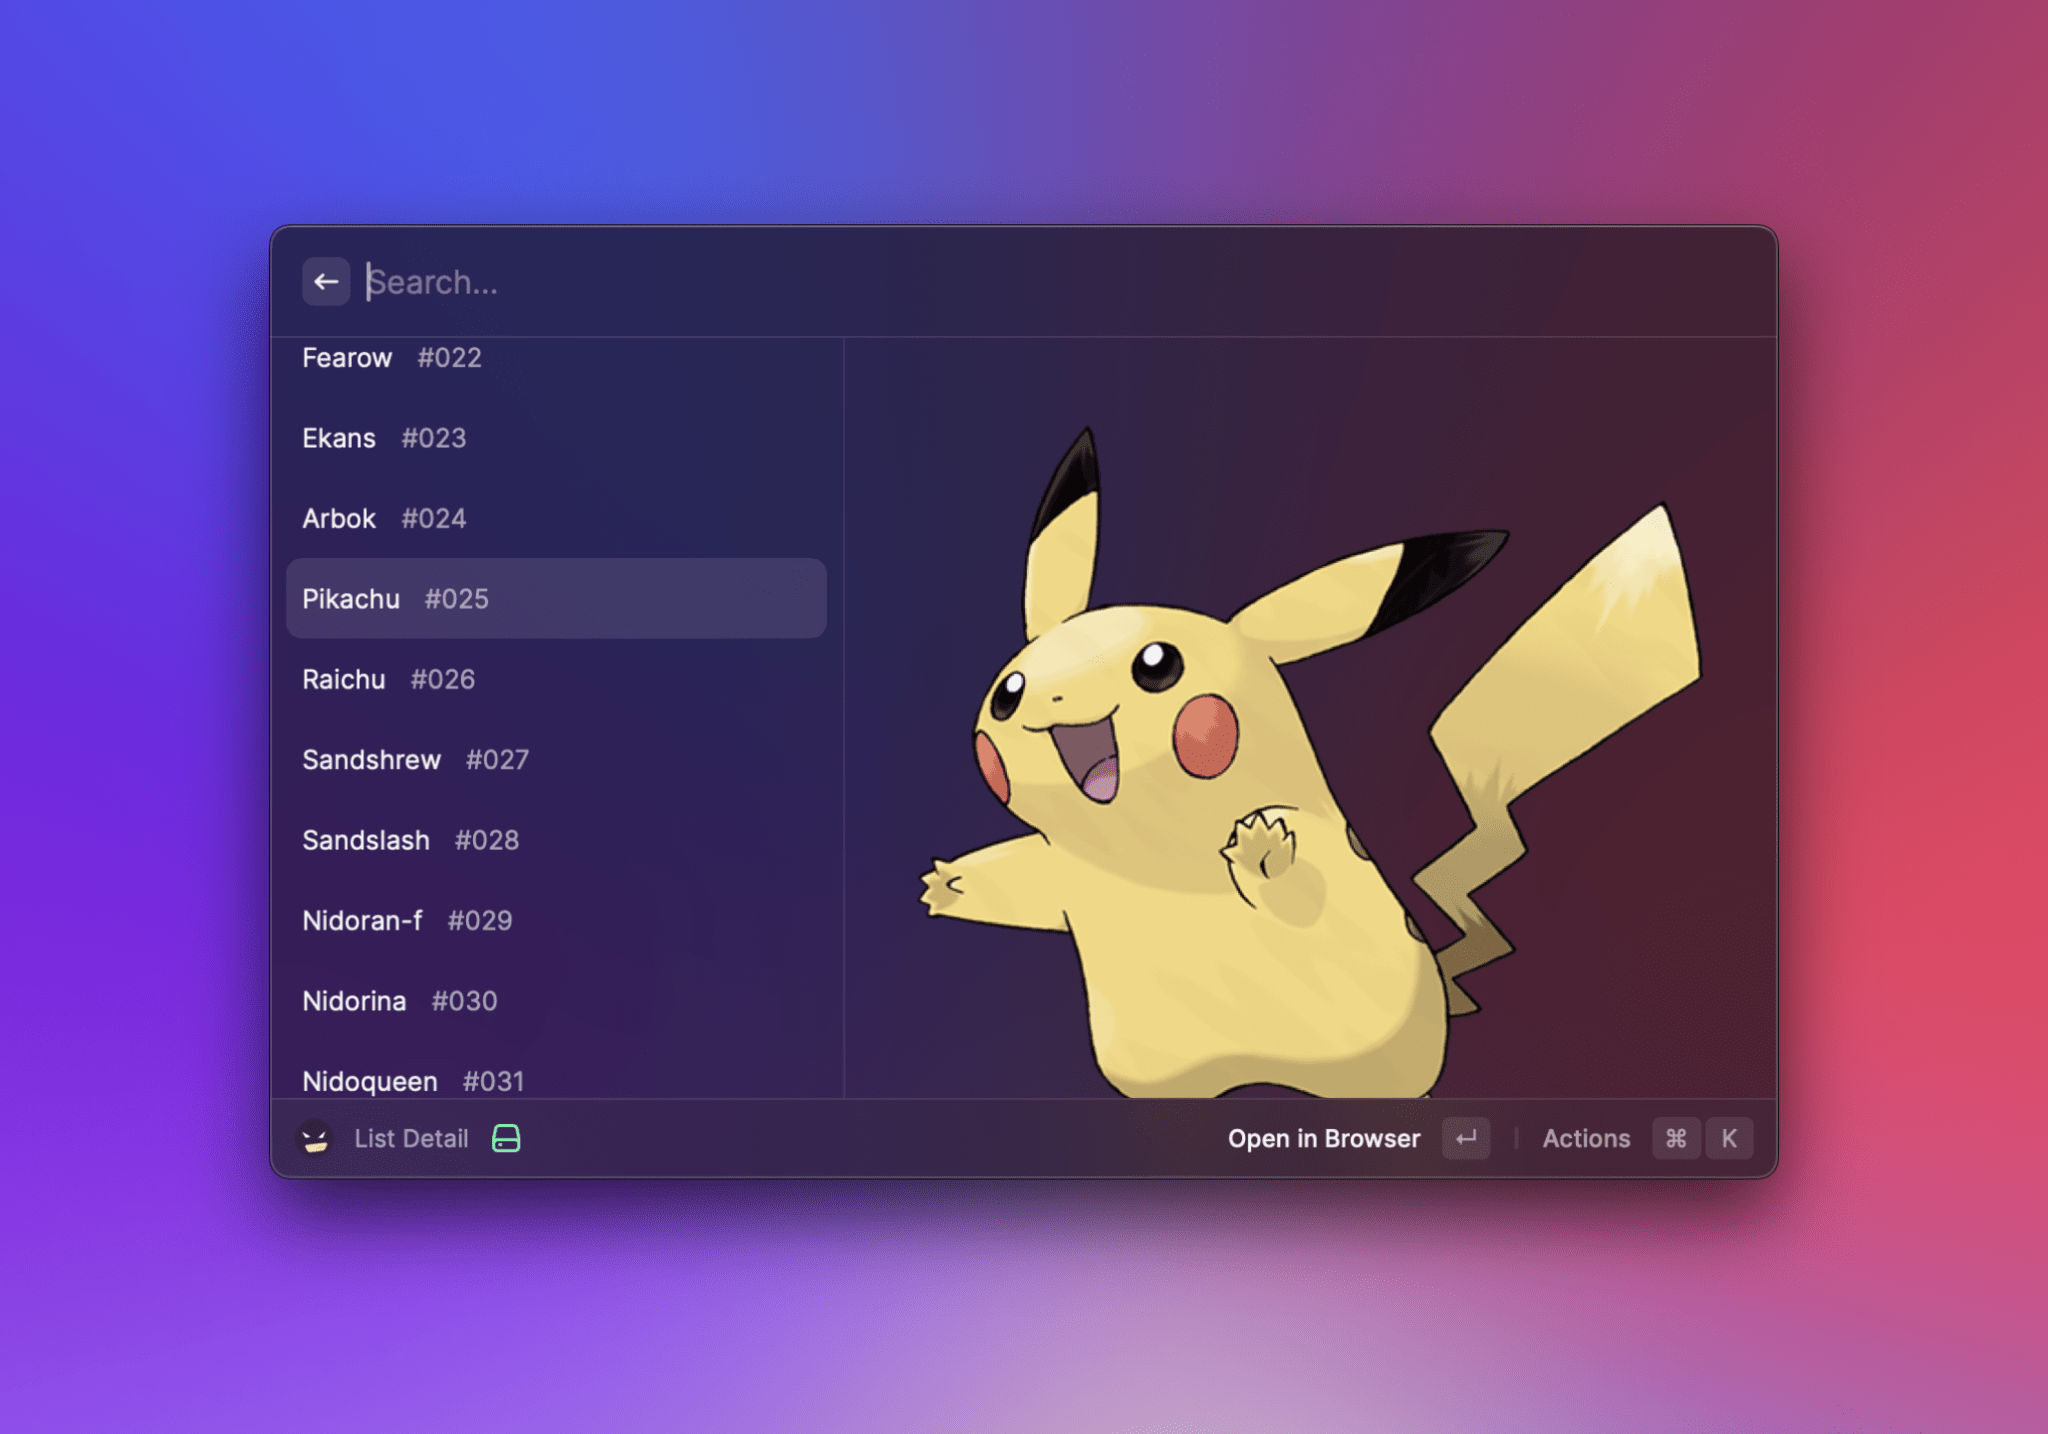 Search...
Fearow #022
Ekans #023
Arbok #024
Pikachu #025
Raichu #026
Sandshrew #027
Sandslash #028
Nidoran-f #029
Nidorina #030
Nidoqueen #031
List Detail Open in Browser ↵ Actions ⌘ K